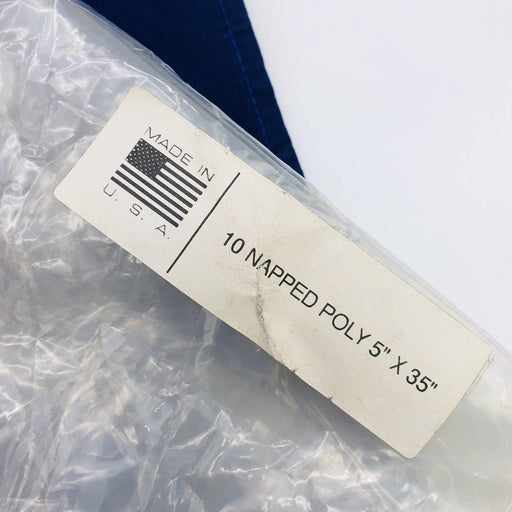 MADE IN
U. S. A.
10 NAPPED POLY 5" X 35"